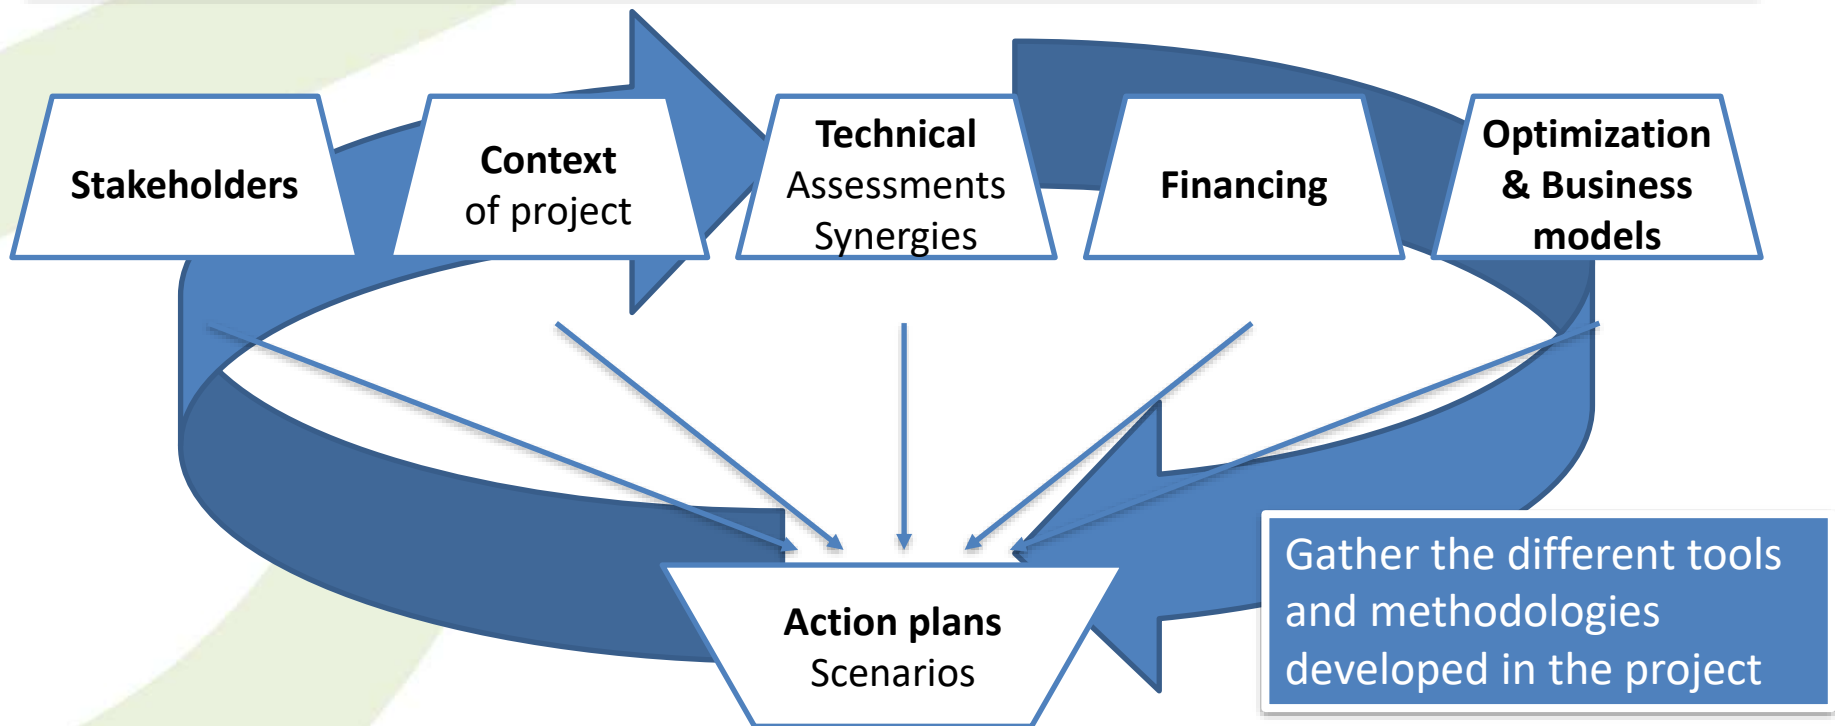 Stakeholders
Context
of project
Technical
Assessments
Synergies
Financing
Optimization
& Business
models
Action plans
Scenarios
Gather the different tools
and methodologies
developed in the project